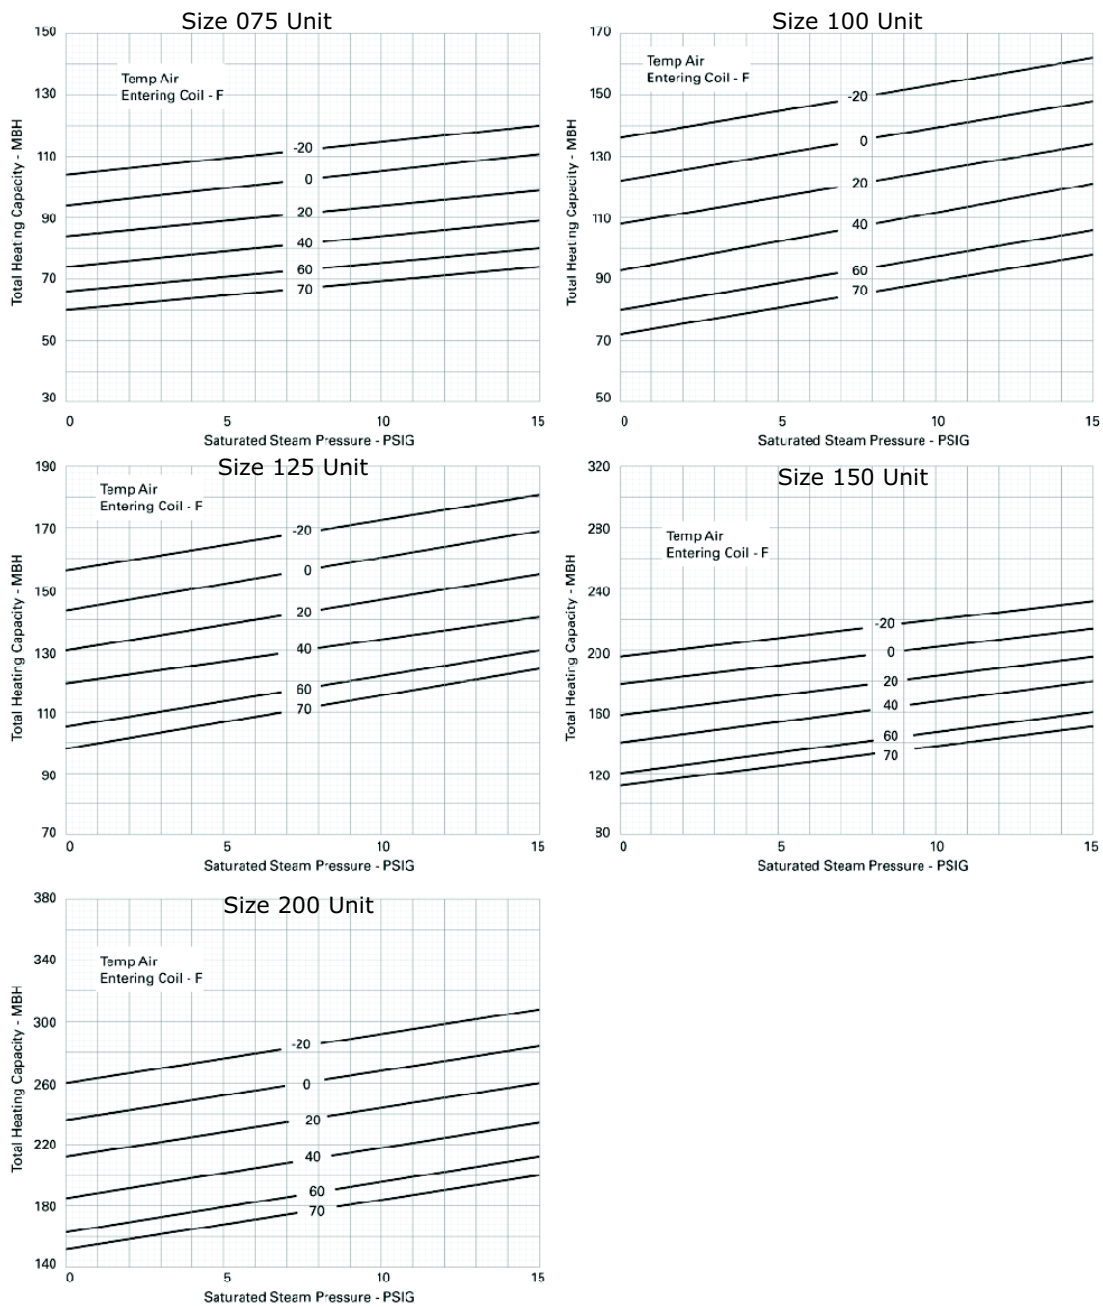 Size 075 Unit
150
130
110
90
70
50
30
Total Heating Capacity - MBH
Temp Air
Entering Coil - F
-20
0
20
40
60
70
0 5 10 15
Saturated Steam Pressure - PSIG
Size 100 Unit
170
150
130
110
90
70
50
Total Heating Capacity - MBH
Temp Air
Entering Coil - F
-20
0
20
40
60
70
0 5 10 15
Saturated Steam Pressure - PSIG
Size 125 Unit
190
170
150
130
110
90
70
Total Heating Capacity - MBH
Temp Air
Entering Coil - F
-20
0
20
40
60
70
0 5 10 15
Saturated Steam Pressure - PSIG
Size 150 Unit
320
280
240
200
160
120
80
Total Heating Capacity - MBH
Temp Air
Entering Coil - F
-20
0
20
40
60
70
0 5 10 15
Saturated Steam Pressure - PSIG
Size 200 Unit
380
340
300
260
220
180
140
Total Heating Capacity - MBH
Temp Air
Entering Coil - F
-20
0
20
40
60
70
0 5 10 15
Saturated Steam Pressure - PSIG